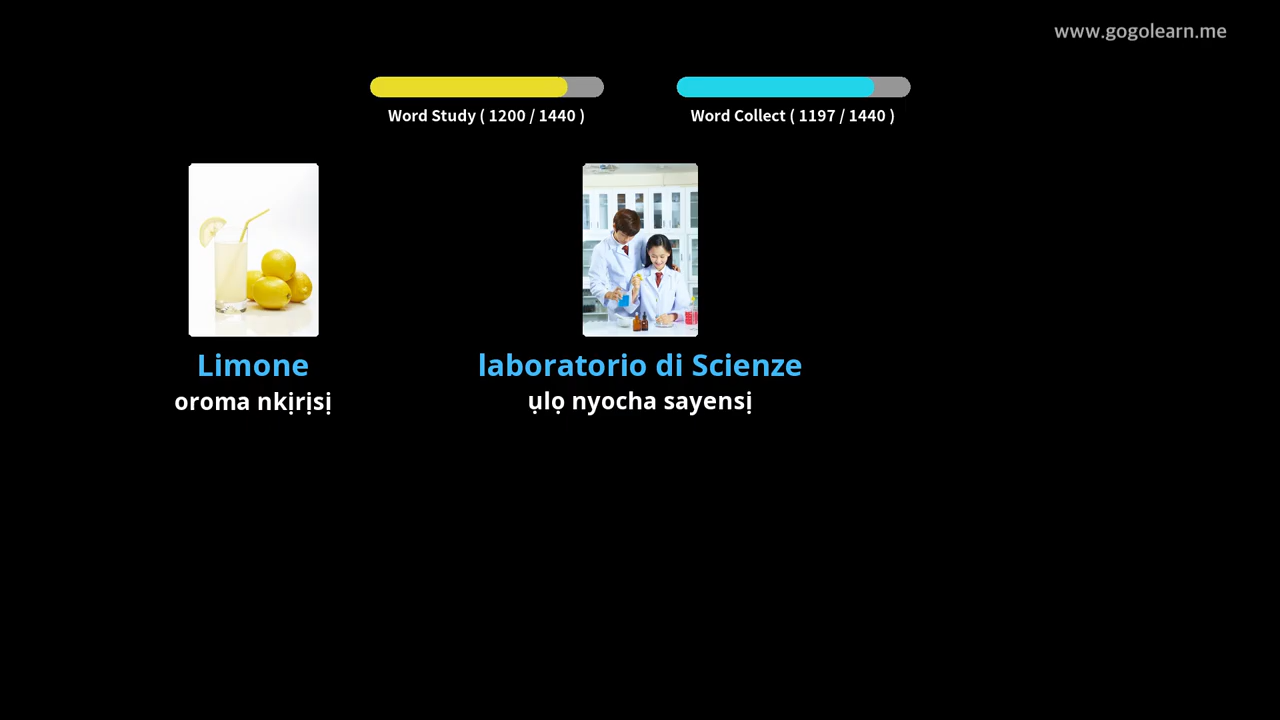 www.gogolearn.me
Word Study ( 1200 / 1440 )
Word Collect ( 1197 / 1440 )
Limone
oroma nkịrịsị
laboratorio di Scienze
ụlọ nyocha sayensị